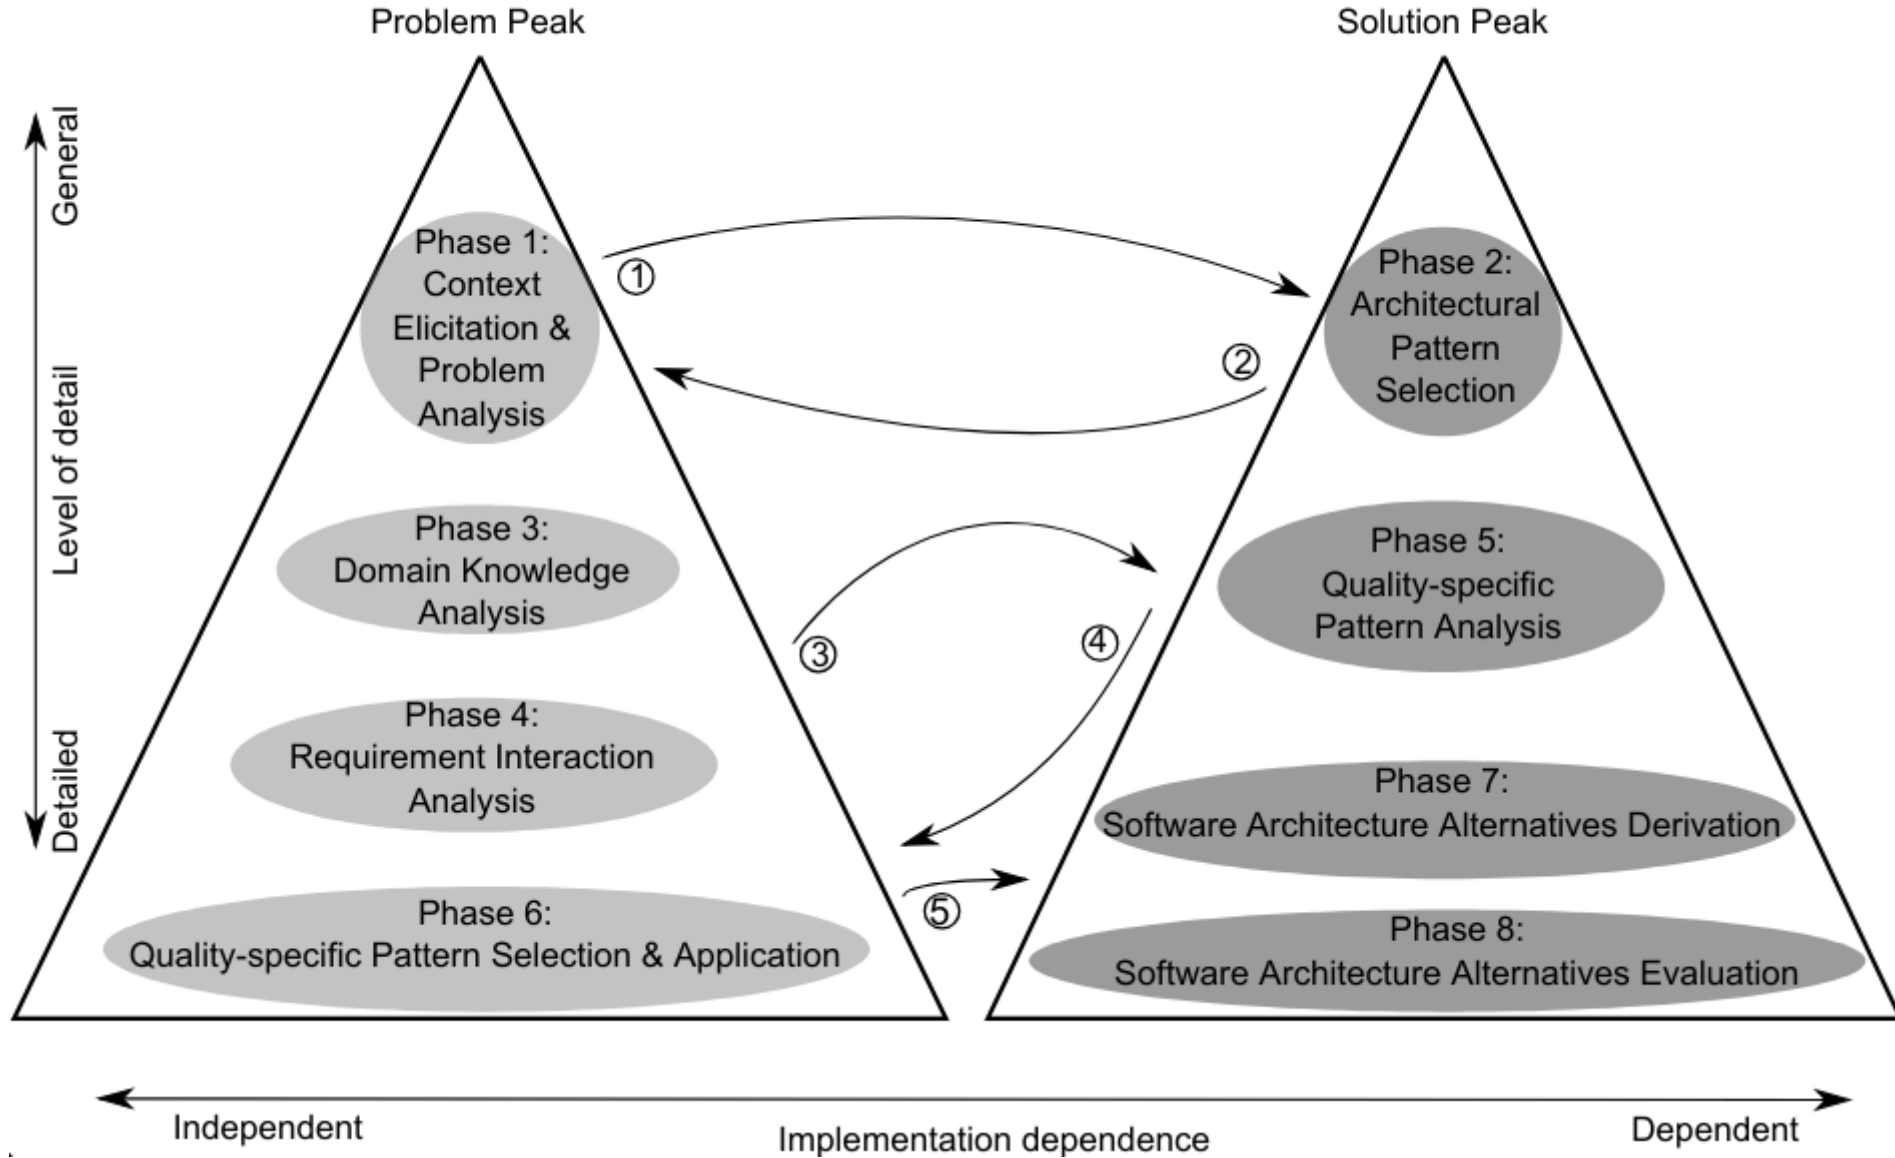 Problem Peak
Solution Peak
General
Level of detail
Detailed
Phase 1:
Context
Elicitation &
Problem
Analysis
Phase 2:
Architectural
Pattern
Selection
①
②
Phase 3:
Domain Knowledge
Analysis
Phase 5:
Quality-specific
Pattern Analysis
③
④
Phase 4:
Requirement Interaction
Analysis
Phase 7:
Software Architecture Alternatives Derivation
⑤
Phase 6:
Quality-specific Pattern Selection & Application
Phase 8:
Software Architecture Alternatives Evaluation
Independent
Implementation dependence
Dependent